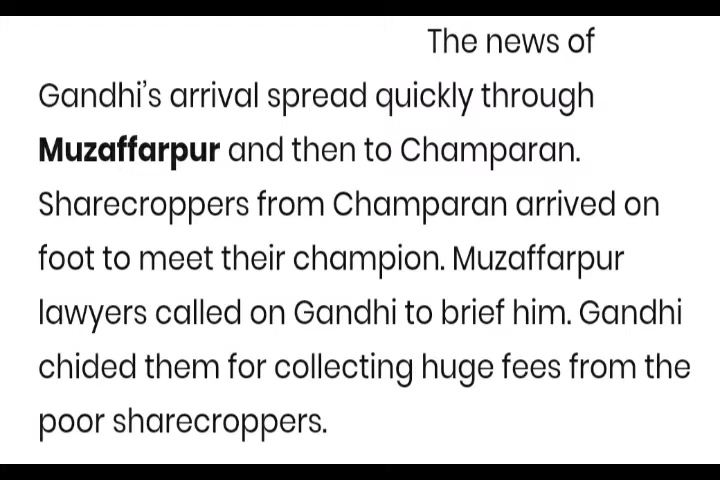 The news of
Gandhi’s arrival spread quickly through
Muzaffarpur and then to Champaran.
Sharecroppers from Champaran arrived on
foot to meet their champion. Muzaffarpur
lawyers called on Gandhi to brief him. Gandhi
chided them for collecting huge fees from the
poor sharecroppers.